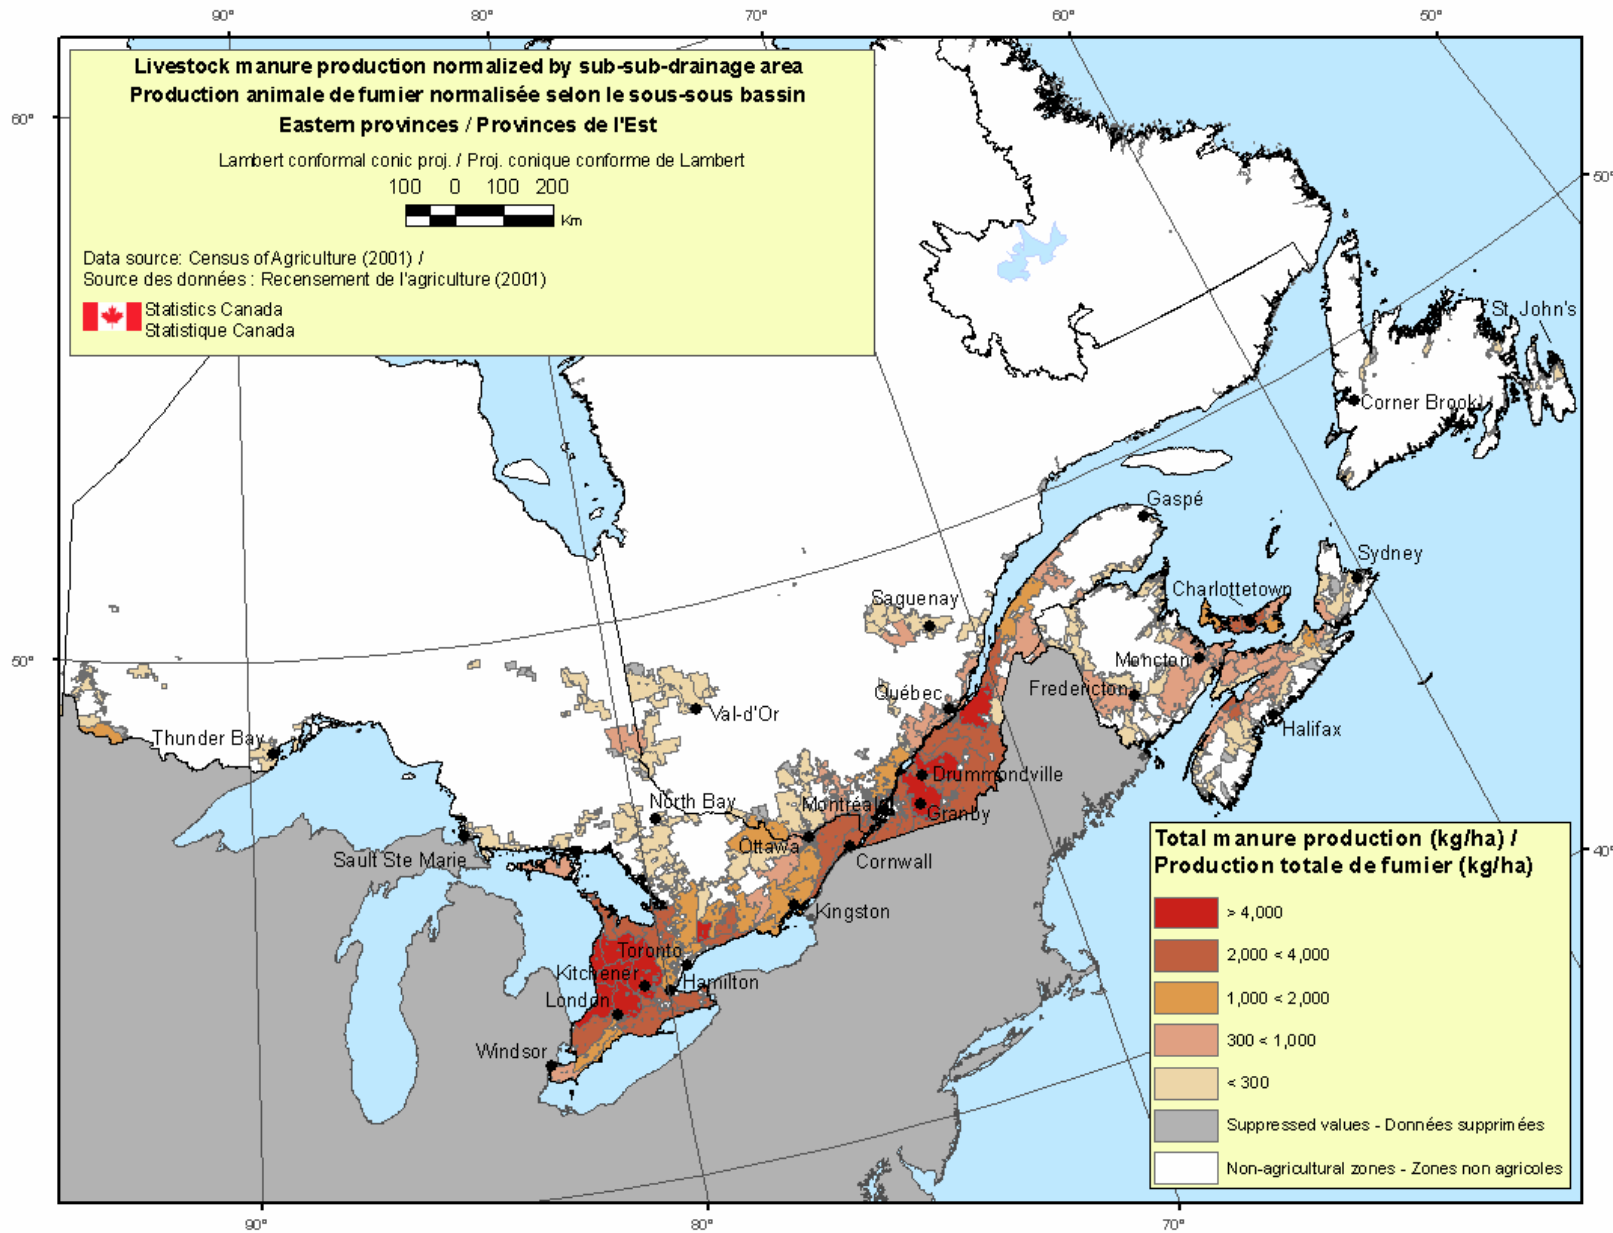 90°
80°
70°
60°
50°
Livestock manure production normalized by sub-sub-drainage area
Production animale de fumier normalisée selon le sous-sous bassin
Eastern provinces / Provinces de l'Est
Lambert conformal conic proj. / Proj. conique conforme de Lambert
100 0 100 200
Km
Data source: Census of Agriculture (2001) /
Source des données : Recensement de l'agriculture (2001)
Statistics Canada
Statistique Canada
60°
50°
St. John's
Corner Brook
Gaspé
Sydney
Charlottetown
Saguenay
50°
Moncton
Fredericton
Québec
Val-d'Or
Halifax
Thunder Bay
Drummondville
North Bay
Montréal
Granby
Ottawa
Cornwall
Sault Ste Marie
40°
Kingston
Toronto
Kitchener
Hamilton
London
Windsor
Total manure production (kg/ha) /
Production totale de fumier (kg/ha)
> 4,000
2,000 < 4,000
1,000 < 2,000
300 < 1,000
< 300
Suppressed values - Données supprimées
Non-agricultural zones - Zones non agricoles
90°
80°
70°